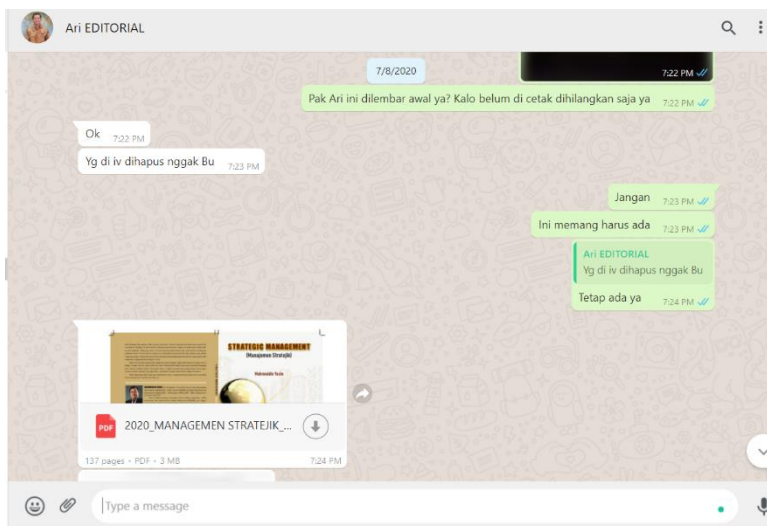 Ari EDITORIAL
7/8/2020
7:22 PM
Pak Ari ini dilembar awal ya? Kalo belum di cetak dihilangkan saja ya 7:22 PM
Ok 7:22 PM
Yg di iv dihapus nggak Bu 7:23 PM
Jangan 7:23 PM
Ini memang harus ada 7:23 PM
Ari EDITORIAL
Yg di iv dihapus nggak Bu
Tetap ada ya 7:24 PM
STRATEGIC MANAGEMENT
(Manajemen Stratejik)
PDF 2020_MANAGEMEN STRATEJIK_...
137 pages • PDF • 3 MB 7:24 PM
Type a message